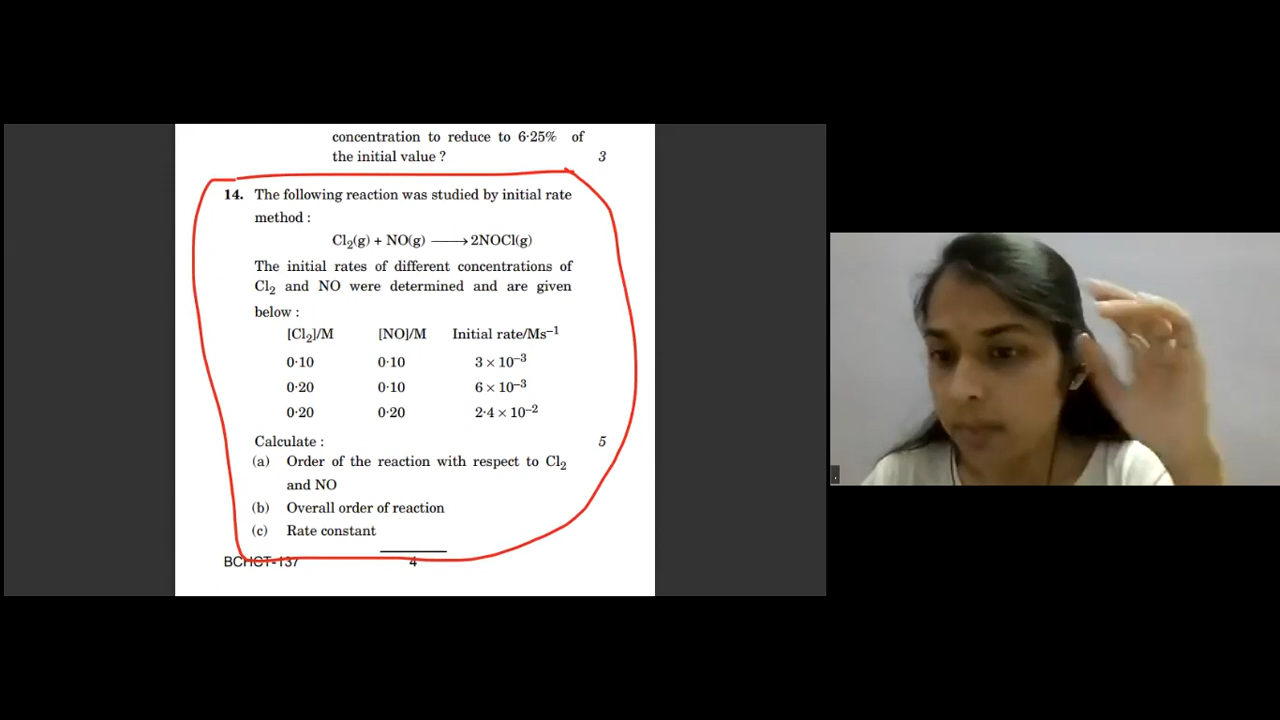 concentration to reduce to 6·25% of
the initial value ?
3
14. The following reaction was studied by initial rate
method :
Cl₂(g) + NO(g) ⟶ 2NOCl(g)
The initial rates of different concentrations of
Cl₂ and NO were determined and are given
below :
[Cl₂]/M [NO]/M Initial rate/Ms⁻¹
0·10 0·10 3 × 10⁻³
0·20 0·10 6 × 10⁻³
0·20 0·20 2·4 × 10⁻²
Calculate : 5
(a) Order of the reaction with respect to Cl₂
and NO
(b) Overall order of reaction
(c) Rate constant
BCHCT-137 4